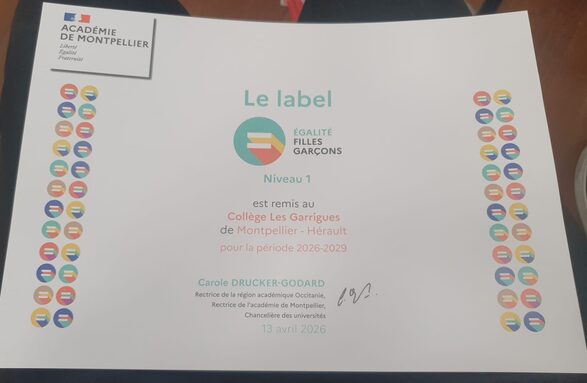 ACADÉMIE
DE MONTPELLIER
Liberté
Égalité
Fraternité
Le label
ÉGALITÉ
FILLES
GARÇONS
Niveau 1
est remis au
Collège Les Garrigues
de Montpellier - Hérault
pour la période 2026-2029
Carole DRUCKER-GODARD
Rectrice de la région académique Occitanie,
Rectrice de l'académie de Montpellier,
Chancelière des universités
13 avril 2026